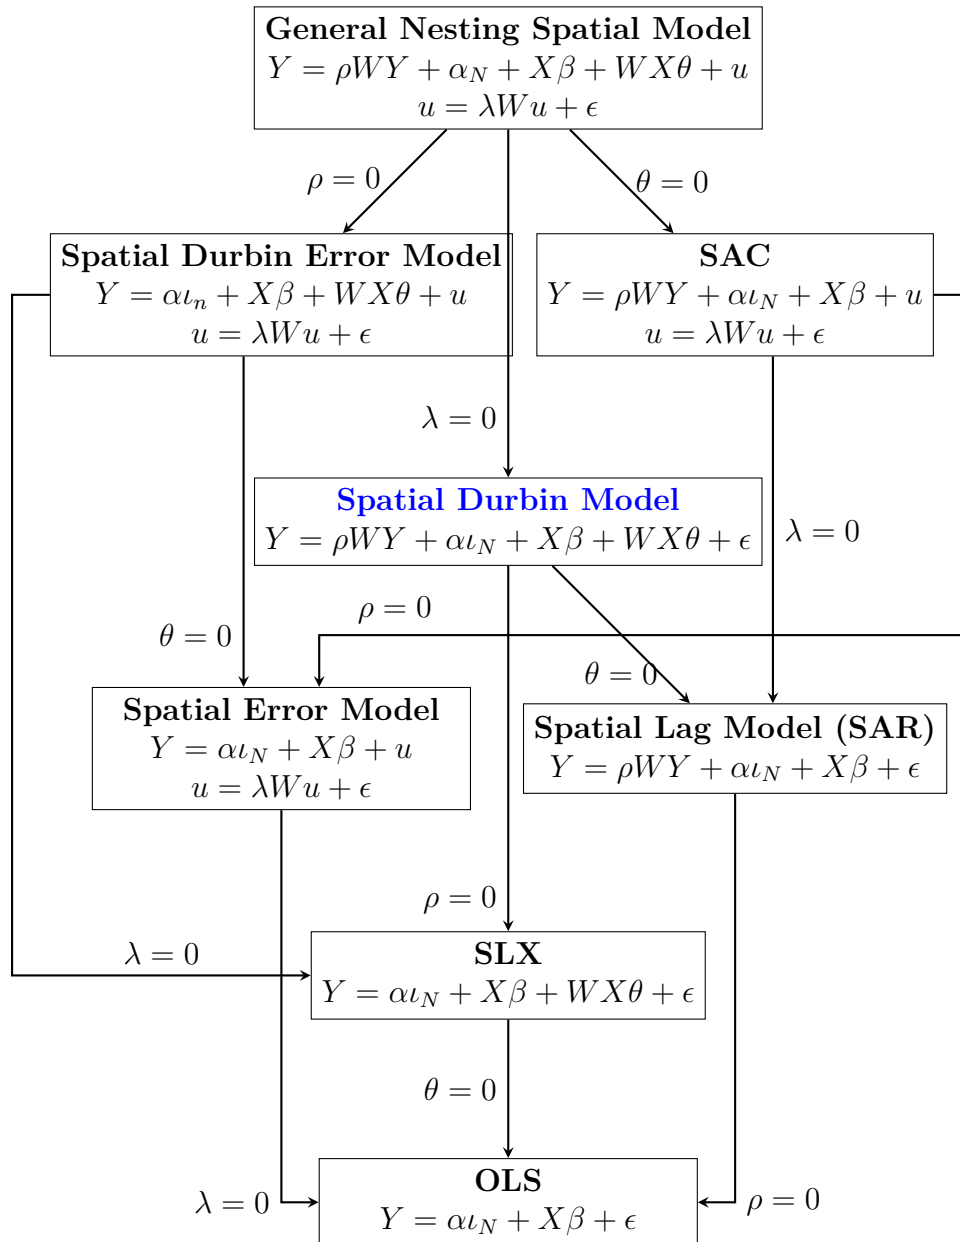 General Nesting Spatial Model
Y = ρWY + α_N + Xβ + WXθ + u
u = λWu + ϵ
ρ = 0
θ = 0
Spatial Durbin Error Model
Y = αι_n + Xβ + WXθ + u
u = λWu + ϵ
SAC
Y = ρWY + αι_N + Xβ + u
u = λWu + ϵ
λ = 0
Spatial Durbin Model
Y = ρWY + αι_N + Xβ + WXθ + ϵ
λ = 0
ρ = 0
θ = 0
θ = 0
Spatial Error Model
Y = αι_N + Xβ + u
u = λWu + ϵ
Spatial Lag Model (SAR)
Y = ρWY + αι_N + Xβ + ϵ
ρ = 0
λ = 0
SLX
Y = αι_N + Xβ + WXθ + ϵ
θ = 0
OLS
Y = αι_N + Xβ + ϵ
λ = 0
ρ = 0